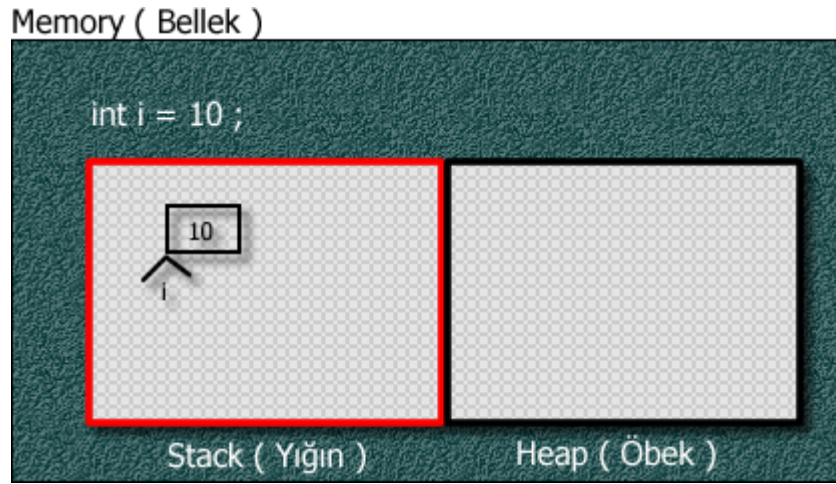 Memory ( Bellek )
int i = 10 ;
10
i
Stack ( Yığın )
Heap ( Öbek )